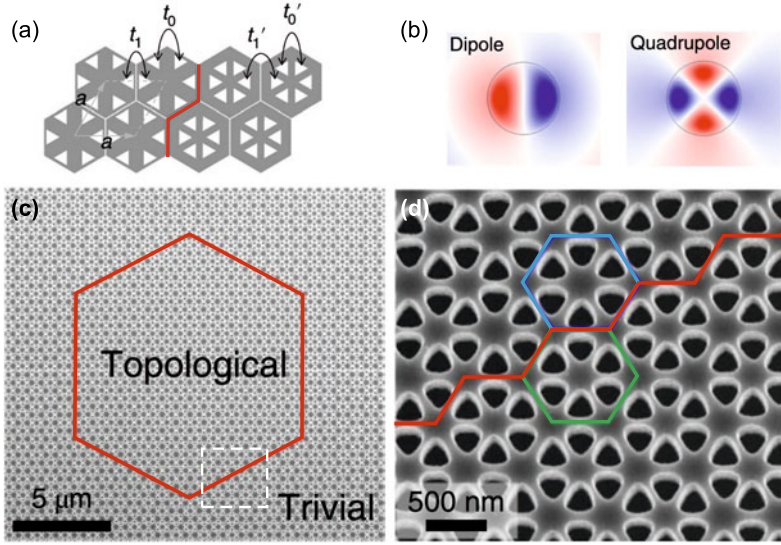 (a)
t₁
t₀
t₁′
t₀′
a
a
(b)
Dipole
Quadrupole
(c)
Topological
Trivial
5 μm
(d)
500 nm